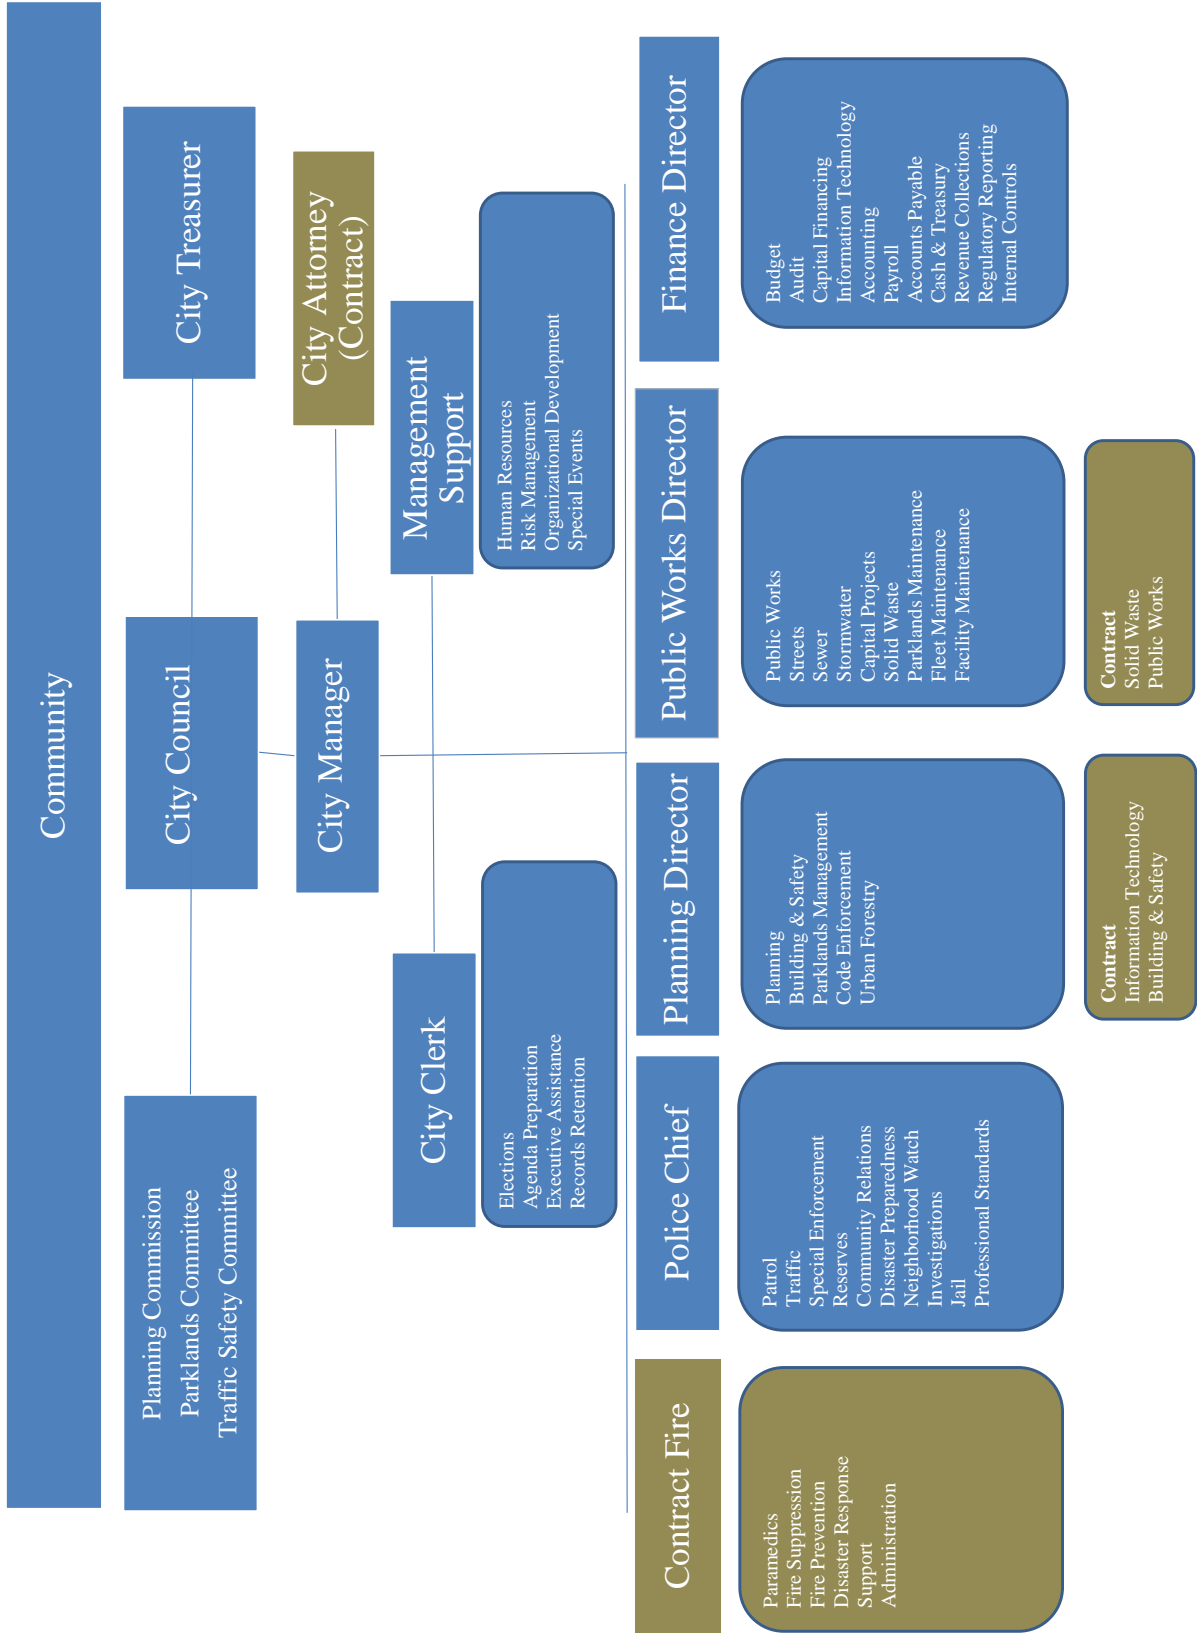 Community
Planning Commission
Parklands Committee
Traffic Safety Committee
City Council
City Treasurer
City Manager
City Attorney
(Contract)
City Clerk
Elections
Agenda Preparation
Executive Assistance
Records Retention
Management
Support
Human Resources
Risk Management
Organizational Development
Special Events
Contract Fire
Paramedics
Fire Suppression
Fire Prevention
Disaster Response
Support
Administration
Police Chief
Patrol
Traffic
Special Enforcement
Reserves
Community Relations
Disaster Preparedness
Neighborhood Watch
Investigations
Jail
Professional Standards
Planning Director
Planning
Building & Safety
Parklands Management
Code Enforcement
Urban Forestry
Contract
Information Technology
Building & Safety
Public Works Director
Public Works
Streets
Sewer
Stormwater
Capital Projects
Solid Waste
Parklands Maintenance
Fleet Maintenance
Facility Maintenance
Contract
Solid Waste
Public Works
Finance Director
Budget
Audit
Capital Financing
Information Technology
Accounting
Payroll
Accounts Payable
Cash & Treasury
Revenue Collections
Regulatory Reporting
Internal Controls